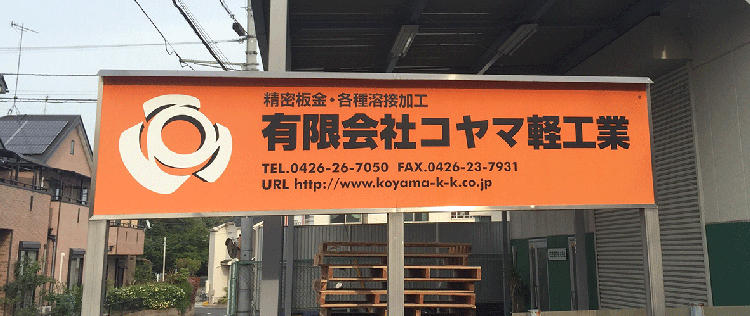 精密板金・各種溶接加工
有限会社コヤマ軽工業
TEL.0426-26-7050 FAX.0426-23-7931
URL http://www.koyama-k-k.co.jp